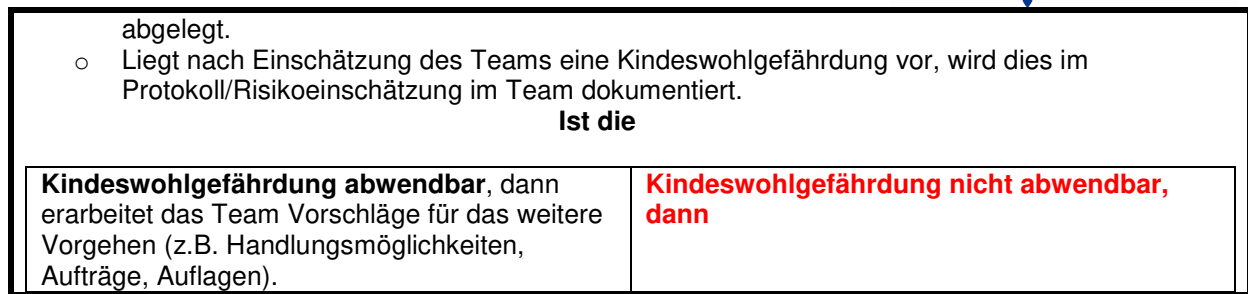 abgelegt.
o Liegt nach Einschätzung des Teams eine Kindeswohlgefährdung vor, wird dies im
Protokoll/Risikoeinschätzung im Team dokumentiert.
Ist die
Kindeswohlgefährdung abwendbar, dann
erarbeitet das Team Vorschläge für das weitere
Vorgehen (z.B. Handlungsmöglichkeiten,
Aufträge, Auflagen).
Kindeswohlgefährdung nicht abwendbar,
dann